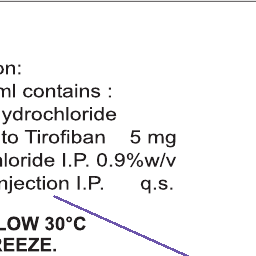 on:
ml contains :
ydrochloride
to Tirofiban 5 mg
loride I.P. 0.9%w/v
njection I.P. q.s.
LOW 30°C
REEZE.